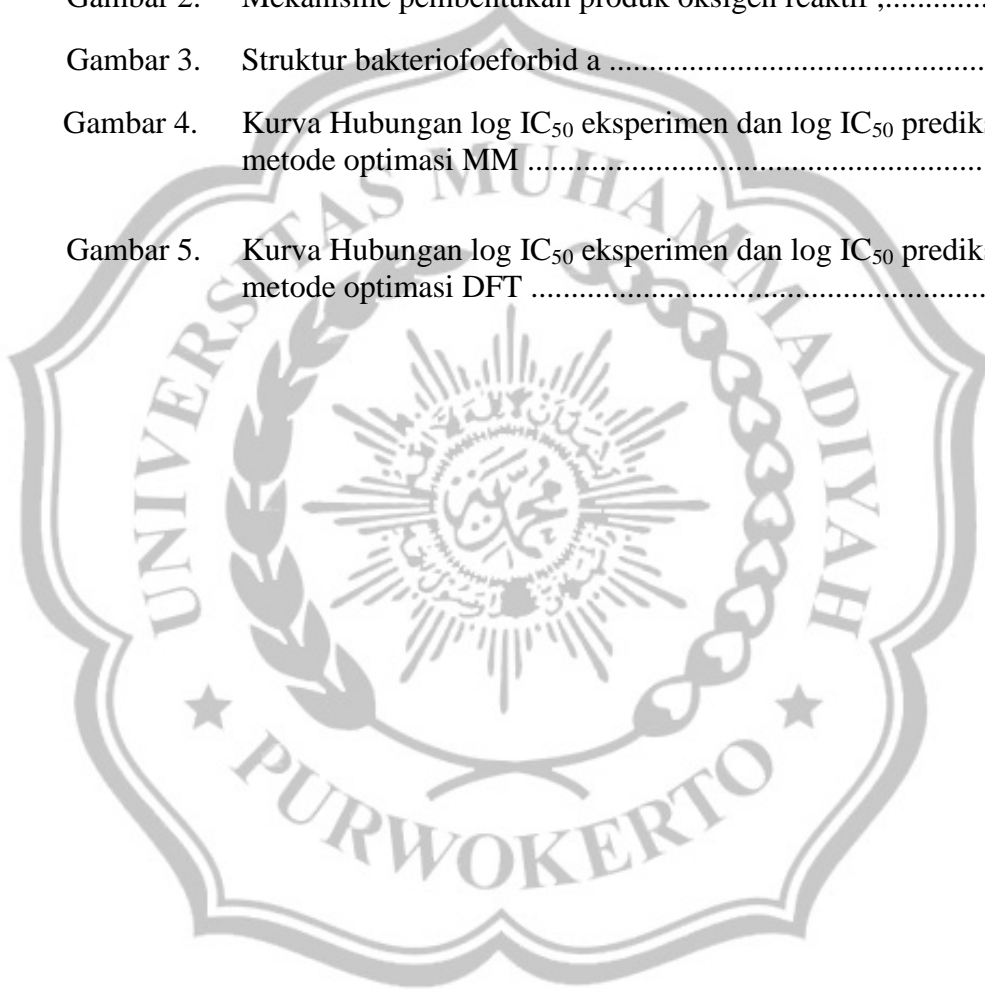 Gambar 2. Mekanisme pembentukan produk oksigen reaktif ,..............
Gambar 3. Struktur bakteriofoeforbid a ...................................................
Gambar 4. Kurva Hubungan log IC₅₀ eksperimen dan log IC₅₀
metode optimasi MM ..............................................................
Gambar 5. Kurva Hubungan log IC₅₀ eksperimen dan log IC₅₀
metode optimasi DFT .............................................................
UNIVERSITAS MUHAMMADIYAH
PURWOKERTO